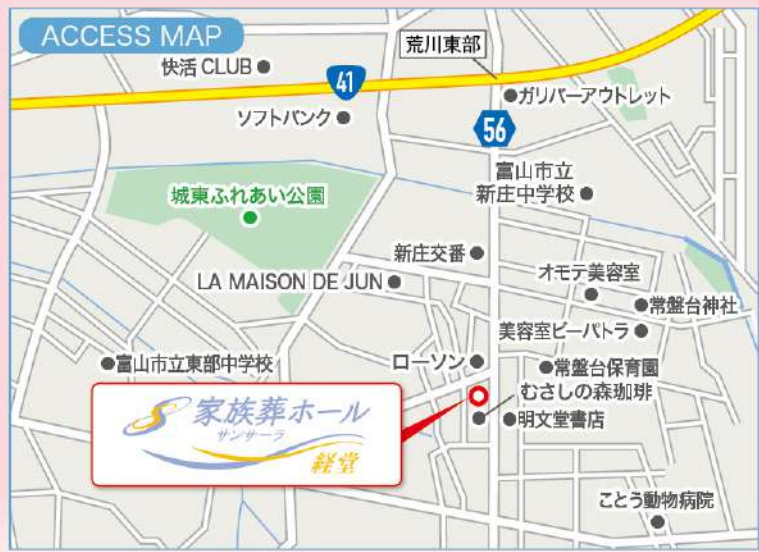 ACCESS MAP
荒川東部
快活 CLUB
41
ガリバーアウトレット
ソフトバンク
56
富山市立
新庄中学校
城東ふれあい公園
新庄交番
オモテ美容室
LA MAISON DE JUN
常盤台神社
美容室ビーパトラ
富山市立東部中学校
ローソン
常盤台保育園
むさしの森珈琲
家族葬ホール
サンサーラ
経堂
明文堂書店
ことう動物病院